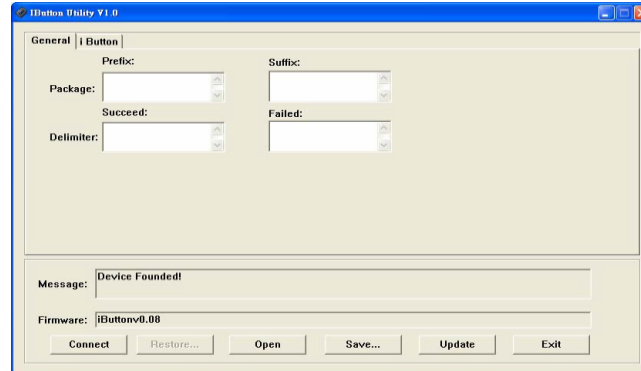 IButton Utility V1.0
General i Button
Prefix: Suffix:
Package:
Succeed: Failed:
Delimiter:
Message: Device Founded!
Firmware: iButtonv0.08
Connect Restore... Open Save... Update Exit